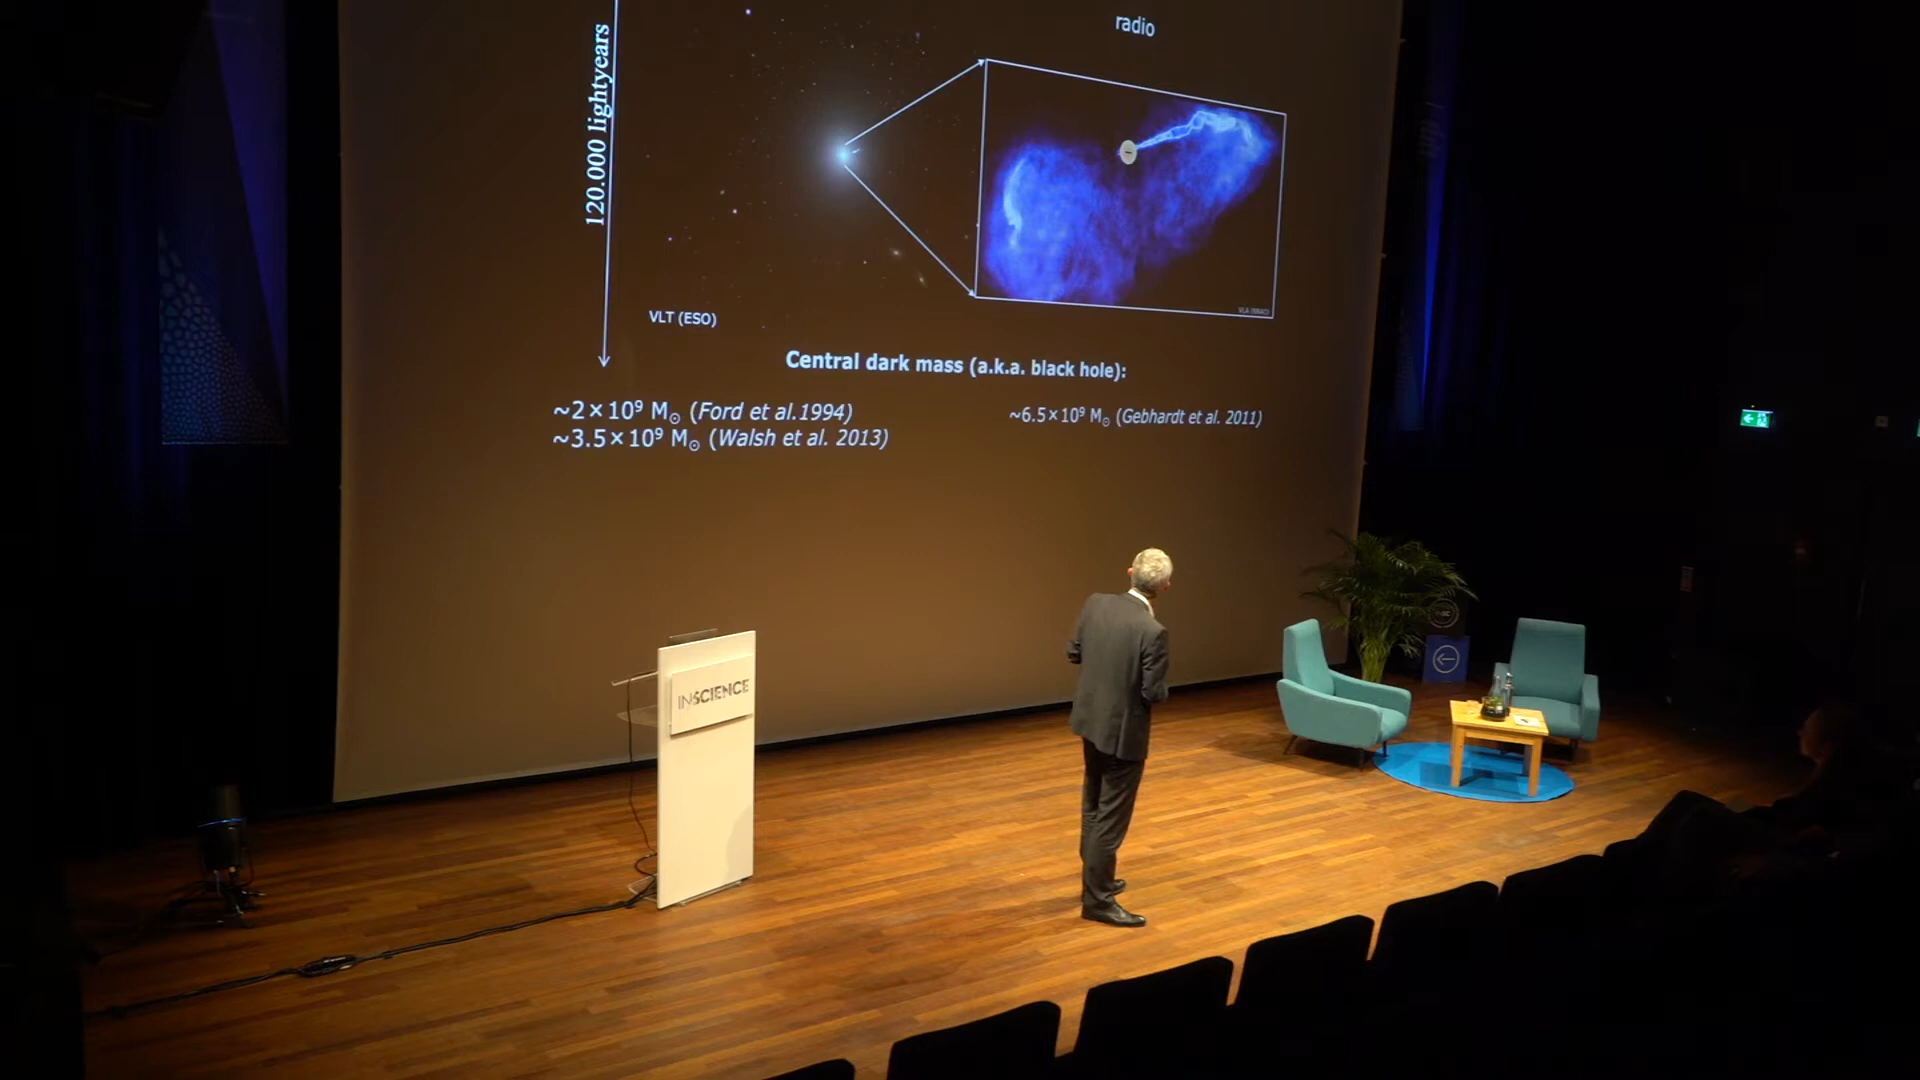 radio
120.000 lightyears
VLT (ESO)
Central dark mass (a.k.a. black hole):
~2×10⁹ M☉ (Ford et al.1994)
~6.5×10⁹ M☉ (Gebhardt et al. 2011)
~3.5×10⁹ M☉ (Walsh et al. 2013)
INSCIENCE